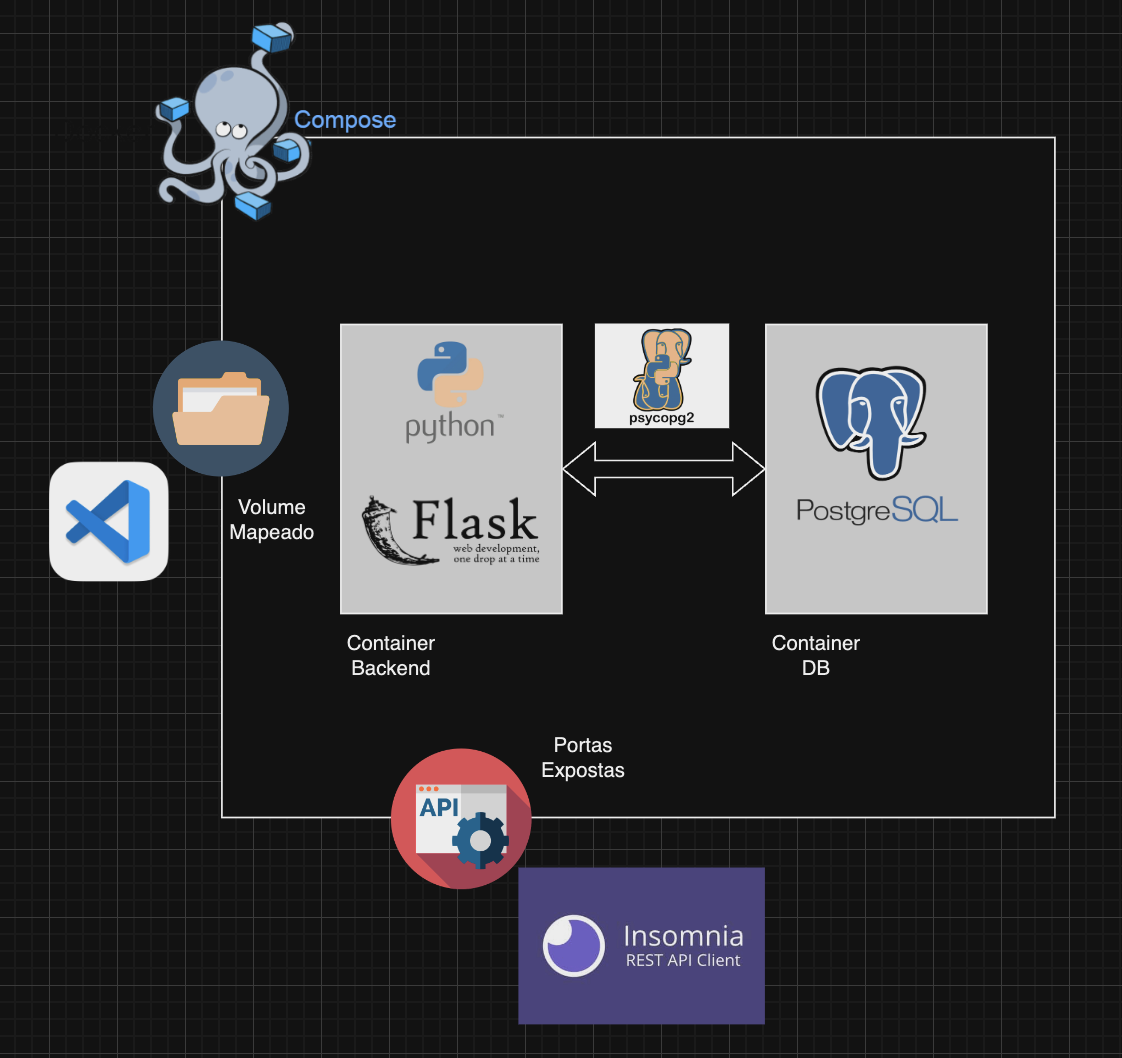 Compose
python™
Flask
web development,
one drop at a time
psycopg2
PostgreSQL
Volume
Mapeado
Container
Backend
Container
DB
Portas
Expostas
API
Insomnia
REST API Client